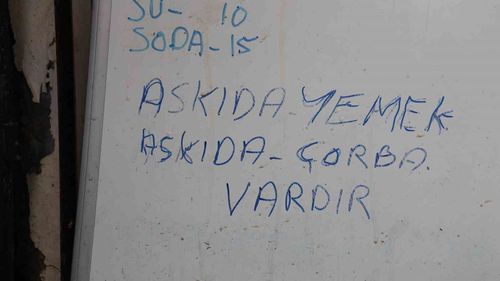 SU- 10
SODA-15
ASKIDA-YEMEK
ASKIDA-ÇORBA.
VARDIR